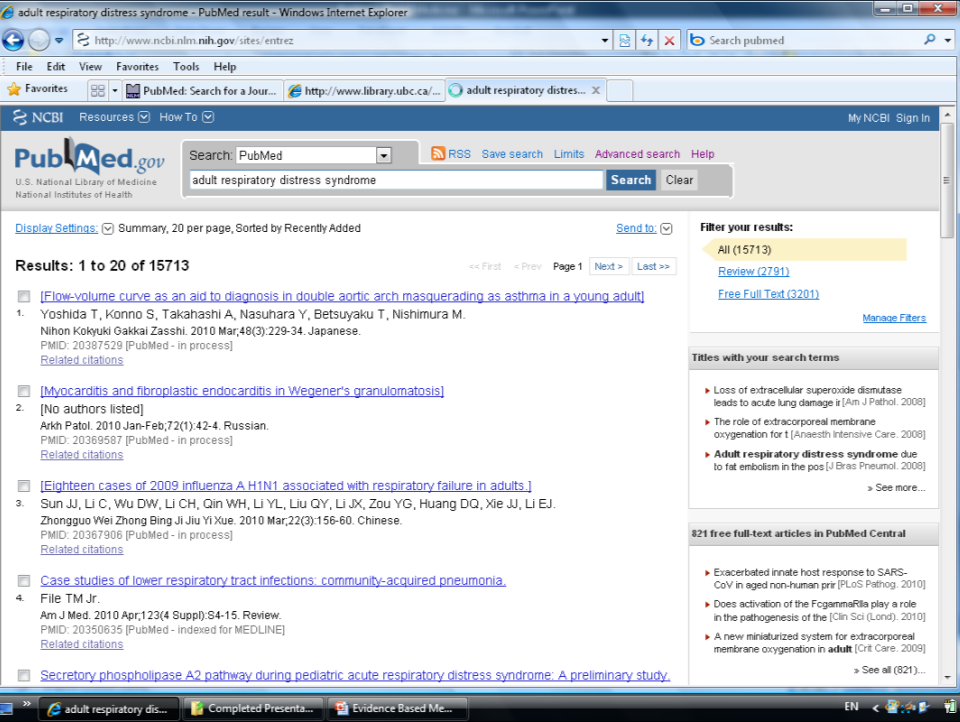 adult respiratory distress syndrome - PubMed result - Windows Internet Explorer
http://www.ncbi.nlm.nih.gov/sites/entrez
Search pubmed
File Edit View Favorites Tools Help
Favorites
PubMed: Search for a Jour...
http://www.library.ubc.ca/...
adult respiratory distres...
NCBI Resources How To
My NCBI Sign In
PubMed.gov
U.S. National Library of Medicine
National Institutes of Health
Search: PubMed
RSS Save search Limits Advanced search Help
adult respiratory distress syndrome
Search Clear
Display Settings: Summary, 20 per page, Sorted by Recently Added
Send to:
Results: 1 to 20 of 15713
<< First < Prev Page 1 Next > Last >>
[Flow-volume curve as an aid to diagnosis in double aortic arch masquerading as asthma in a young adult]
1. Yoshida T, Konno S, Takahashi A, Nasuhara Y, Betsuyaku T, Nishimura M.
Nihon Kokyuki Gakkai Zasshi. 2010 Mar;48(3):229-34. Japanese.
PMID: 20387529 [PubMed - in process]
Related citations
[Myocarditis and fibroplastic endocarditis in Wegener's granulomatosis]
2. [No authors listed]
Arkh Patol. 2010 Jan-Feb;72(1):42-4. Russian.
PMID: 20369587 [PubMed - in process]
Related citations
[Eighteen cases of 2009 influenza A H1N1 associated with respiratory failure in adults.]
3. Sun JJ, Li C, Wu DW, Li CH, Qin WH, Li YL, Liu QY, Li JX, Zou YG, Huang DQ, Xie JJ, Li EJ.
Zhongguo Wei Zhong Bing Ji Jiu Yi Xue. 2010 Mar;22(3):156-60. Chinese.
PMID: 20367906 [PubMed - in process]
Related citations
Case studies of lower respiratory tract infections: community-acquired pneumonia.
4. File TM Jr.
Am J Med. 2010 Apr;123(4 Suppl):S4-15. Review.
PMID: 20350635 [PubMed - indexed for MEDLINE]
Related citations
Secretory phospholipase A2 pathway during pediatric acute respiratory distress syndrome: A preliminary study.
Filter your results:
All (15713)
Review (2791)
Free Full Text (3201)
Manage Filters
Titles with your search terms
Loss of extracellular superoxide dismutase
leads to acute lung damage ir [Am J Pathol. 2008]
The role of extracorporeal membrane
oxygenation for t [Anaesth Intensive Care. 2008]
Adult respiratory distress syndrome due
to fat embolism in the pos [J Bras Pneumol. 2008]
» See more...
821 free full-text articles in PubMed Central
Exacerbated innate host response to SARS-
CoV in aged non-human prir [PLoS Pathog. 2010]
Does activation of the FcgammaRIIa play a role
in the pathogenesis of the [Clin Sci (Lond). 2010]
A new miniaturized system for extracorporeal
membrane oxygenation in adult [Crit Care. 2009]
» See all (821)...
adult respiratory dis...
Completed Presenta...
Evidence Based Me...
EN